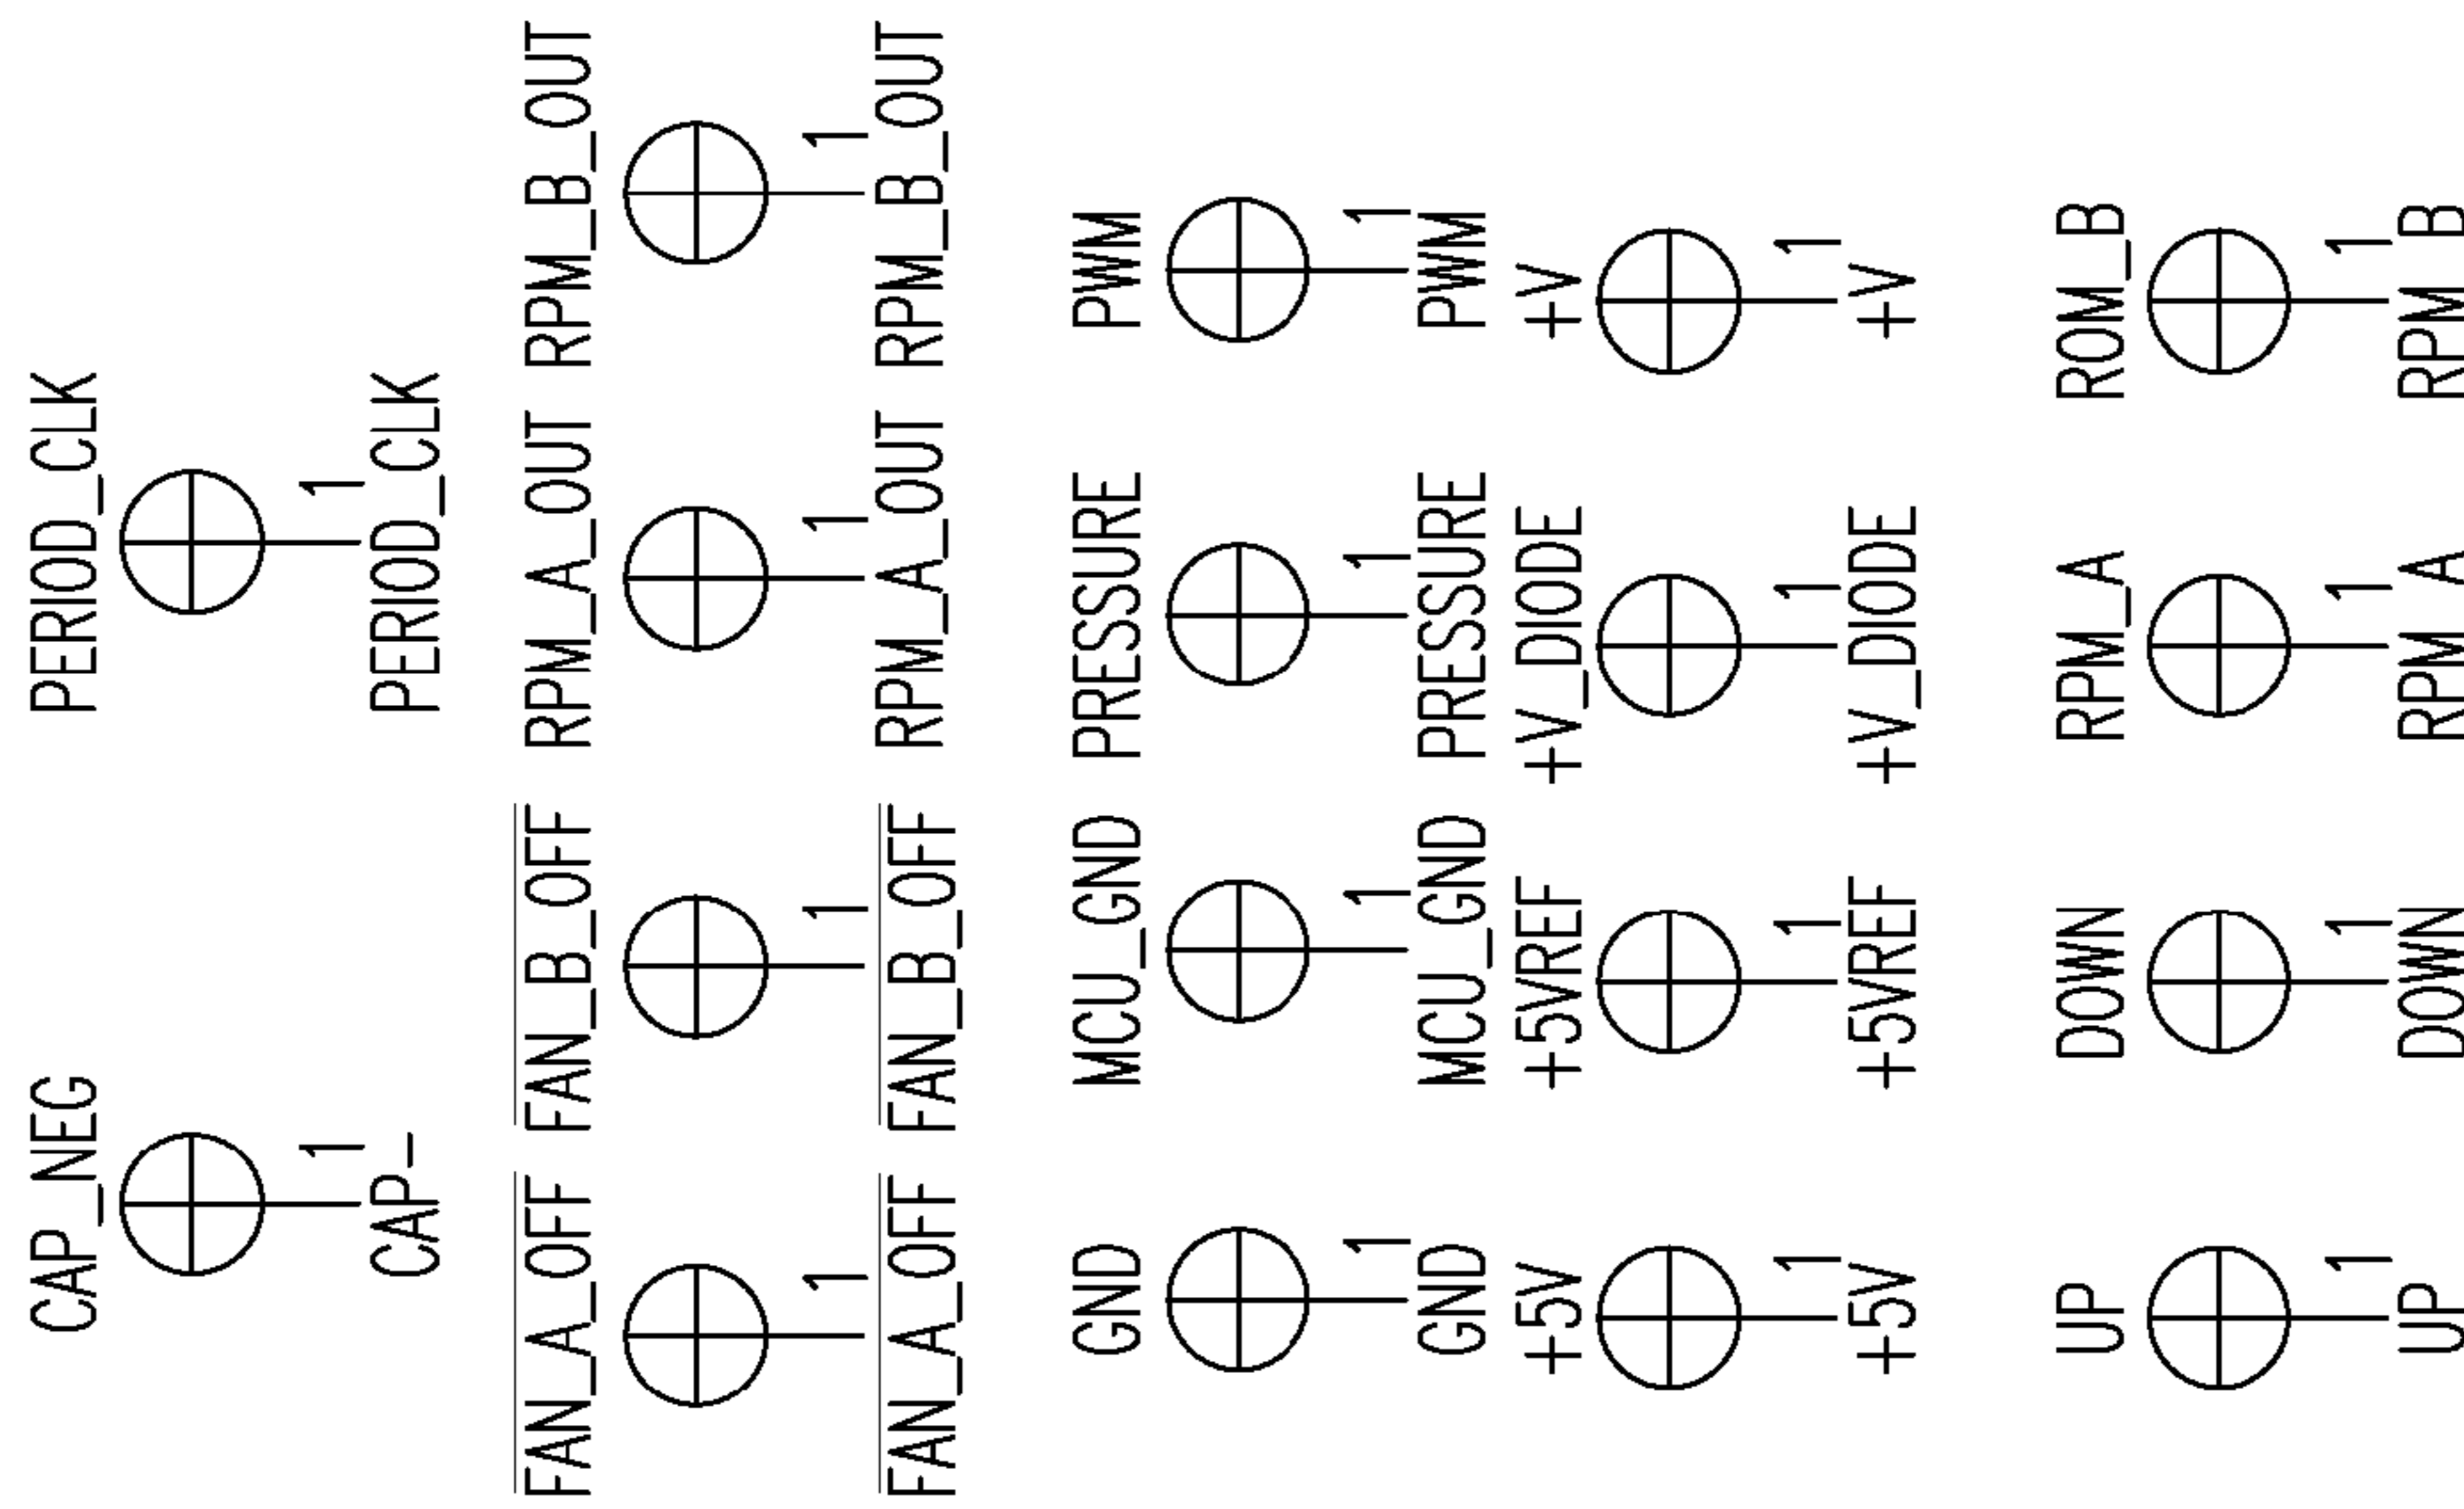 CAP_NEG PERIOD_CLK
1 1
CAP- PERIOD_CLK
FAN_A_OFF FAN_B_OFF RPM_A_OUT RPM_B_OUT
1 1 1 1
FAN_A_OFF FAN_B_OFF RPM_A_OUT RPM_B_OUT
GND MCU_GND PRESSURE PWM
1 1 1 1
GND MCU_GND PRESSURE PWM
+5V +5VREF +V_DIODE +V
1 1 1 1
+5V +5VREF +V_DIODE +V
UP DOWN RPM_A ROM_B
1 1 1 1
UP DOWN RPM A RPM B